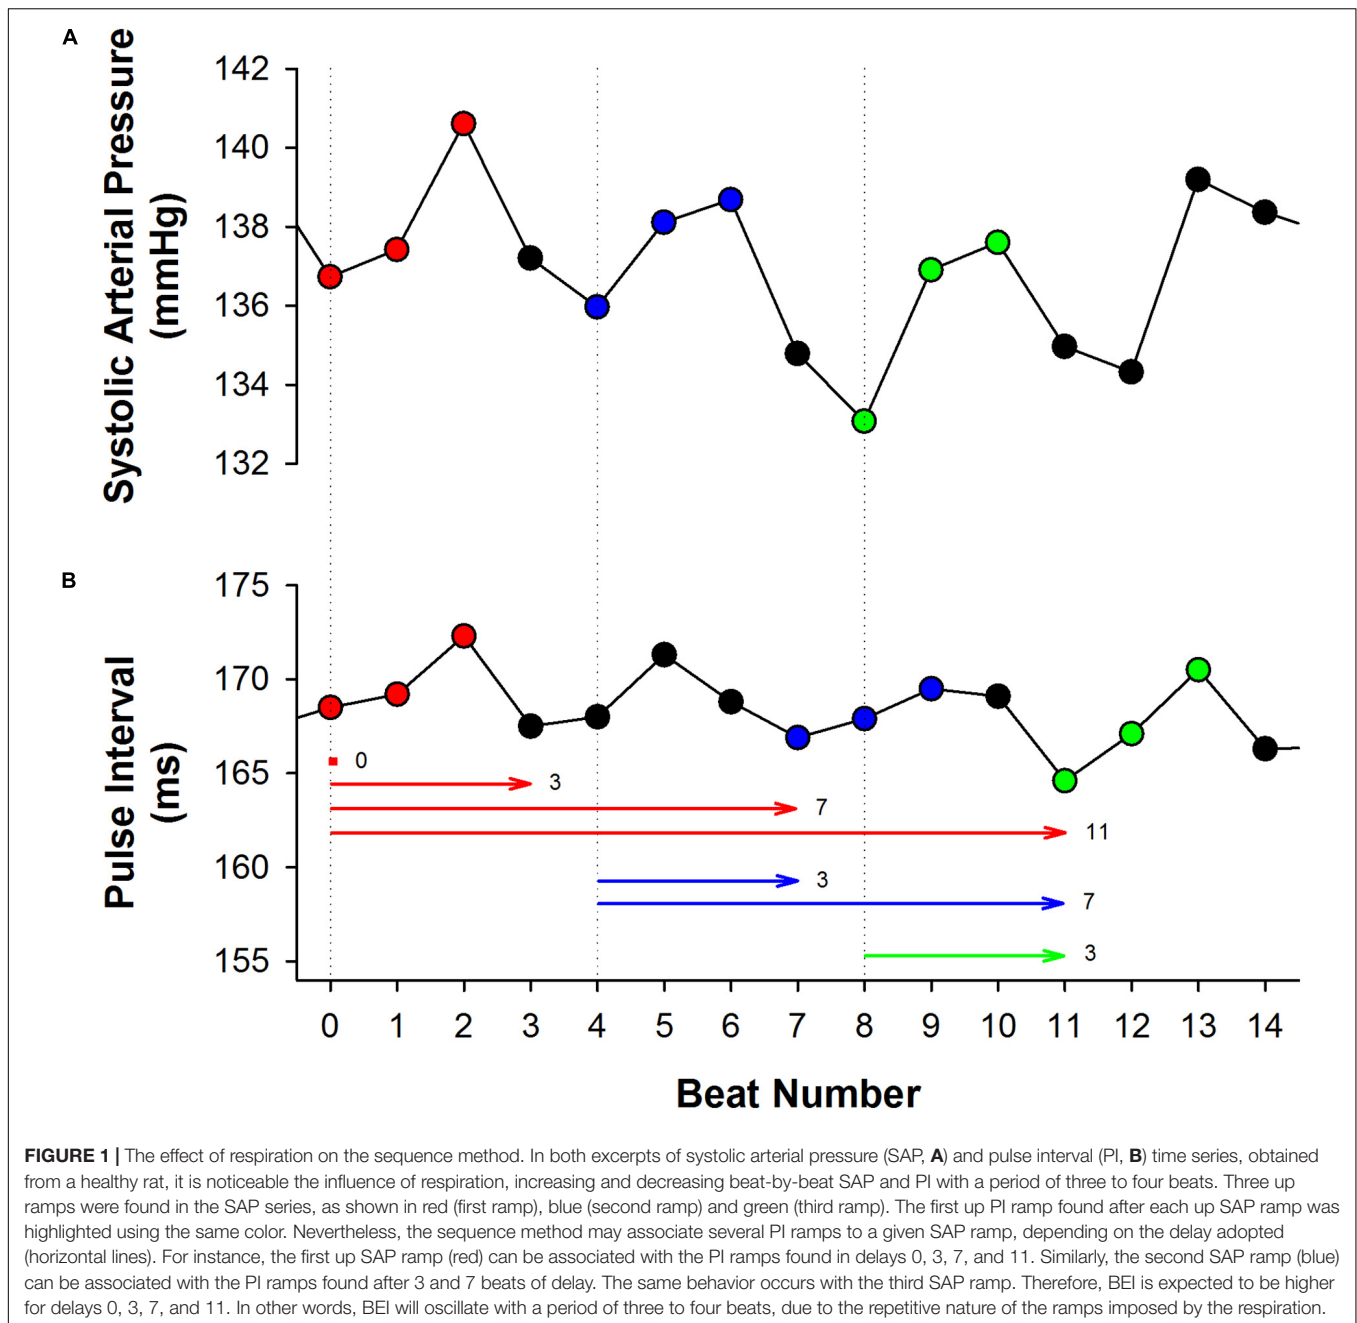 A
Systolic Arterial Pressure
(mmHg)
142
140
138
136
134
132
B
Pulse Interval
(ms)
175
170
165
160
155
0
3
7
11
3
7
3
0 1 2 3 4 5 6 7 8 9 10 11 12 13 14
Beat Number
FIGURE 1 | The effect of respiration on the sequence method. In both excerpts of systolic arterial pressure (SAP, A) and pulse interval (PI, B) time series, obtained
from a healthy rat, it is noticeable the influence of respiration, increasing and decreasing beat-by-beat SAP and PI with a period of three to four beats. Three up
ramps were found in the SAP series, as shown in red (first ramp), blue (second ramp) and green (third ramp). The first up PI ramp found after each up SAP ramp was
highlighted using the same color. Nevertheless, the sequence method may associate several PI ramps to a given SAP ramp, depending on the delay adopted
(horizontal lines). For instance, the first up SAP ramp (red) can be associated with the PI ramps found in delays 0, 3, 7, and 11. Similarly, the second SAP ramp (blue)
can be associated with the PI ramps found after 3 and 7 beats of delay. The same behavior occurs with the third SAP ramp. Therefore, BEI is expected to be higher
for delays 0, 3, 7, and 11. In other words, BEI will oscillate with a period of three to four beats, due to the repetitive nature of the ramps imposed by the respiration.